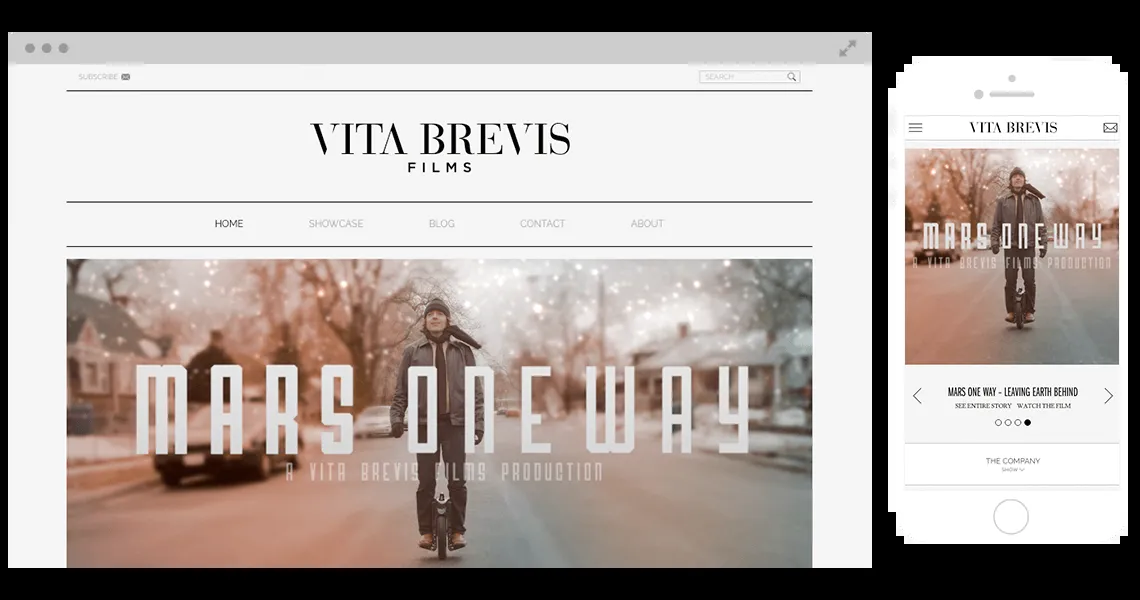 SUBSCRIBE
SEARCH
VITA BREVIS
FILMS
HOME SHOWCASE BLOG CONTACT ABOUT
MARS ONE WAY
A VITA BREVIS FILMS PRODUCTION
VITA BREVIS
MARS ONE WAY
A VITA BREVIS FILMS PRODUCTION
MARS ONE WAY - LEAVING EARTH BEHIND
SEE ENTIRE STORY WATCH THE FILM
THE COMPANY
SHOW